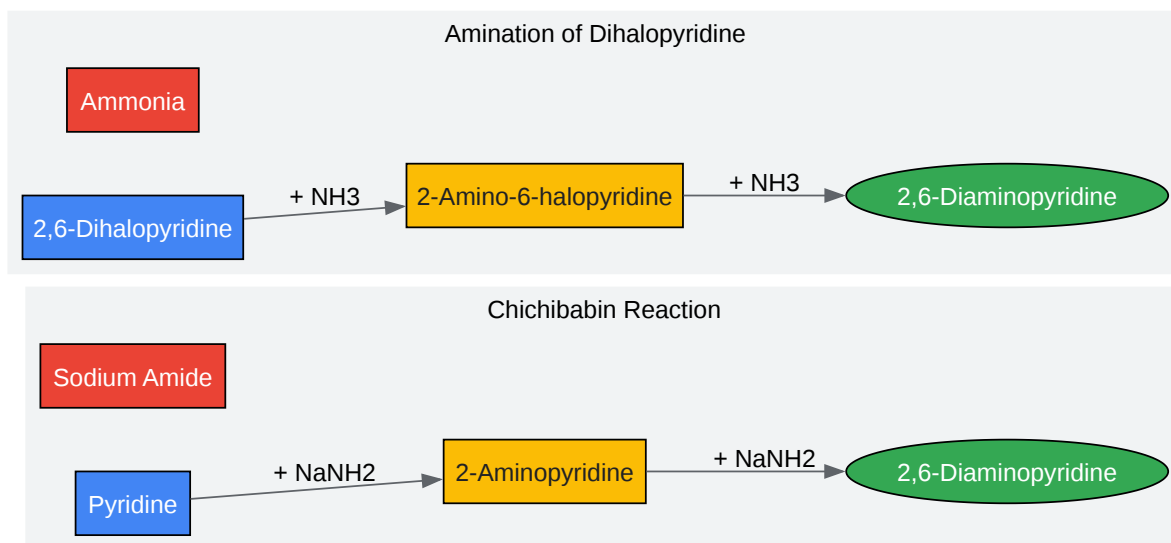 Amination of Dihalopyridine
Ammonia
2,6-Dihalopyridine
+ NH3
2-Amino-6-halopyridine
+ NH3
2,6-Diaminopyridine
Chichibabin Reaction
Sodium Amide
Pyridine
+ NaNH2
2-Aminopyridine
+ NaNH2
2,6-Diaminopyridine